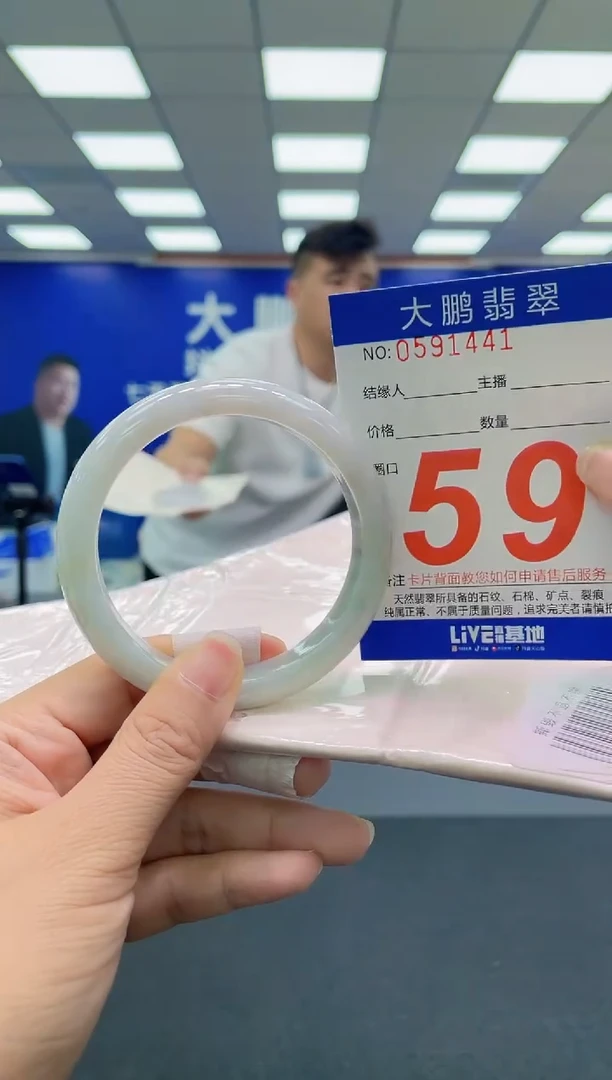 大鹏
大鹏翡翠
NO:0591441
结缘人 主播
价格 数量
圈口
59
注 卡片背面教您如何申请售后服务
天然翡翠所具备的石纹、石棉、矿点、裂痕
纯属正常、不属于质量问题，追求完美者请慎拍
LiVE 基地